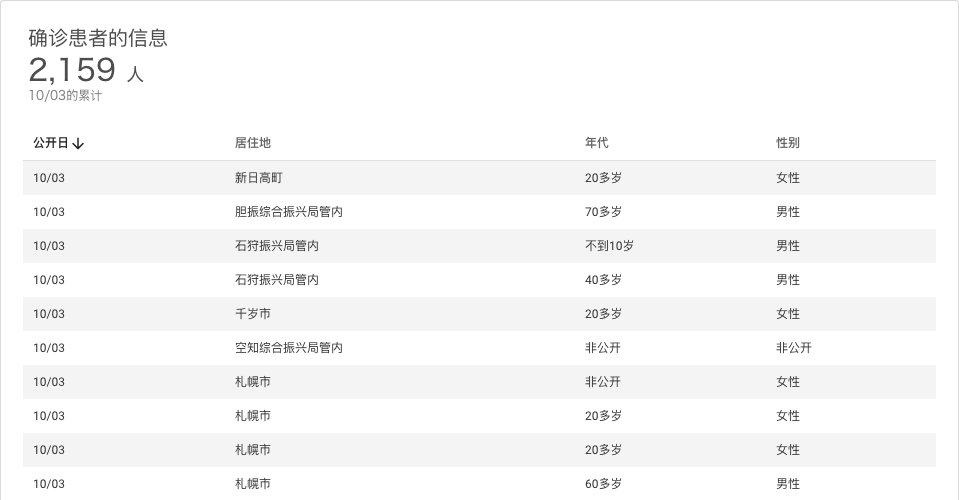 确诊患者的信息
2,159 人
10/03的累计
公开日↓ 居住地 年代 性别
10/03 新日高町 20多岁 女性
10/03 胆振综合振兴局管内 70多岁 男性
10/03 石狩振兴局管内 不到10岁 男性
10/03 石狩振兴局管内 40多岁 男性
10/03 千岁市 20多岁 女性
10/03 空知综合振兴局管内 非公开 非公开
10/03 札幌市 非公开 女性
10/03 札幌市 20多岁 女性
10/03 札幌市 20多岁 女性
10/03 札幌市 60多岁 男性